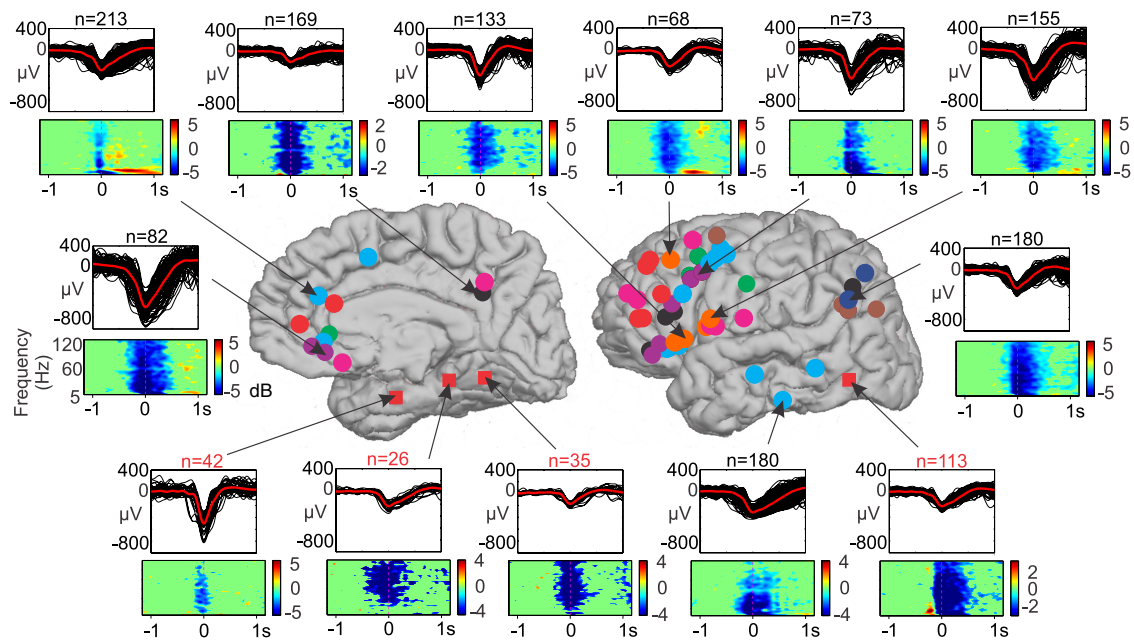 n=213 n=169 n=133 n=68 n=73 n=155
400 400 400 400 400 400
0 0 0 0 0 0
µV µV µV µV µV µV
-800 -800 -800 -800 -800 -800
5 2 5 5 5 5
0 0 0 0 0 0
-5 -2 -5 -5 -5 -5
-1 0 1s -1 0 1s -1 0 1s -1 0 1s -1 0 1s -1 0 1s
n=82 n=180
400 400
0 0
µV µV
-800 -800
Frequency
(Hz)
120
60
5
5
0
-5 dB
5
0
-5
-1 0 1s -1 0 1s
n=42 n=26 n=35 n=180 n=113
400 400 400 400 400
0 0 0 0 0
µV µV µV µV µV
-800 -800 -800 -800 -800
5 4 4 4 2
0 0 0 0 0
-5 -4 -4 -4 -2
-1 0 1s -1 0 1s -1 0 1s -1 0 1s -1 0 1s